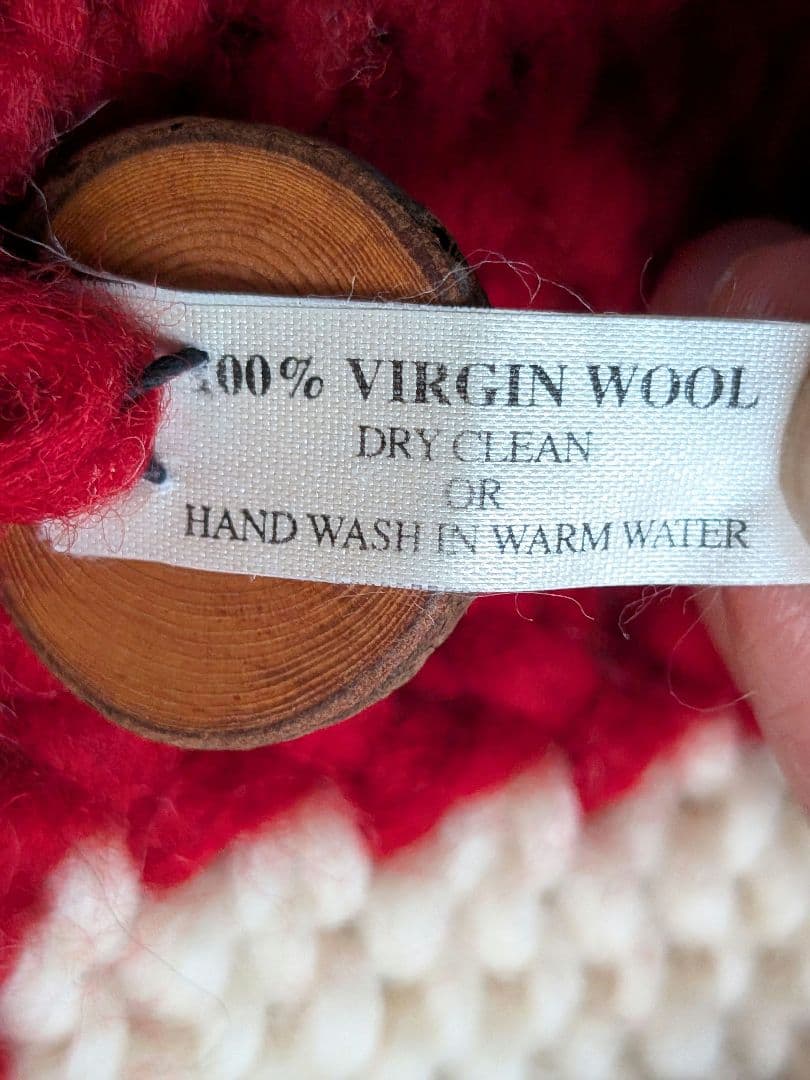 100% VIRGIN WOOL
DRY CLEAN
OR
HAND WASH IN WARM WATER